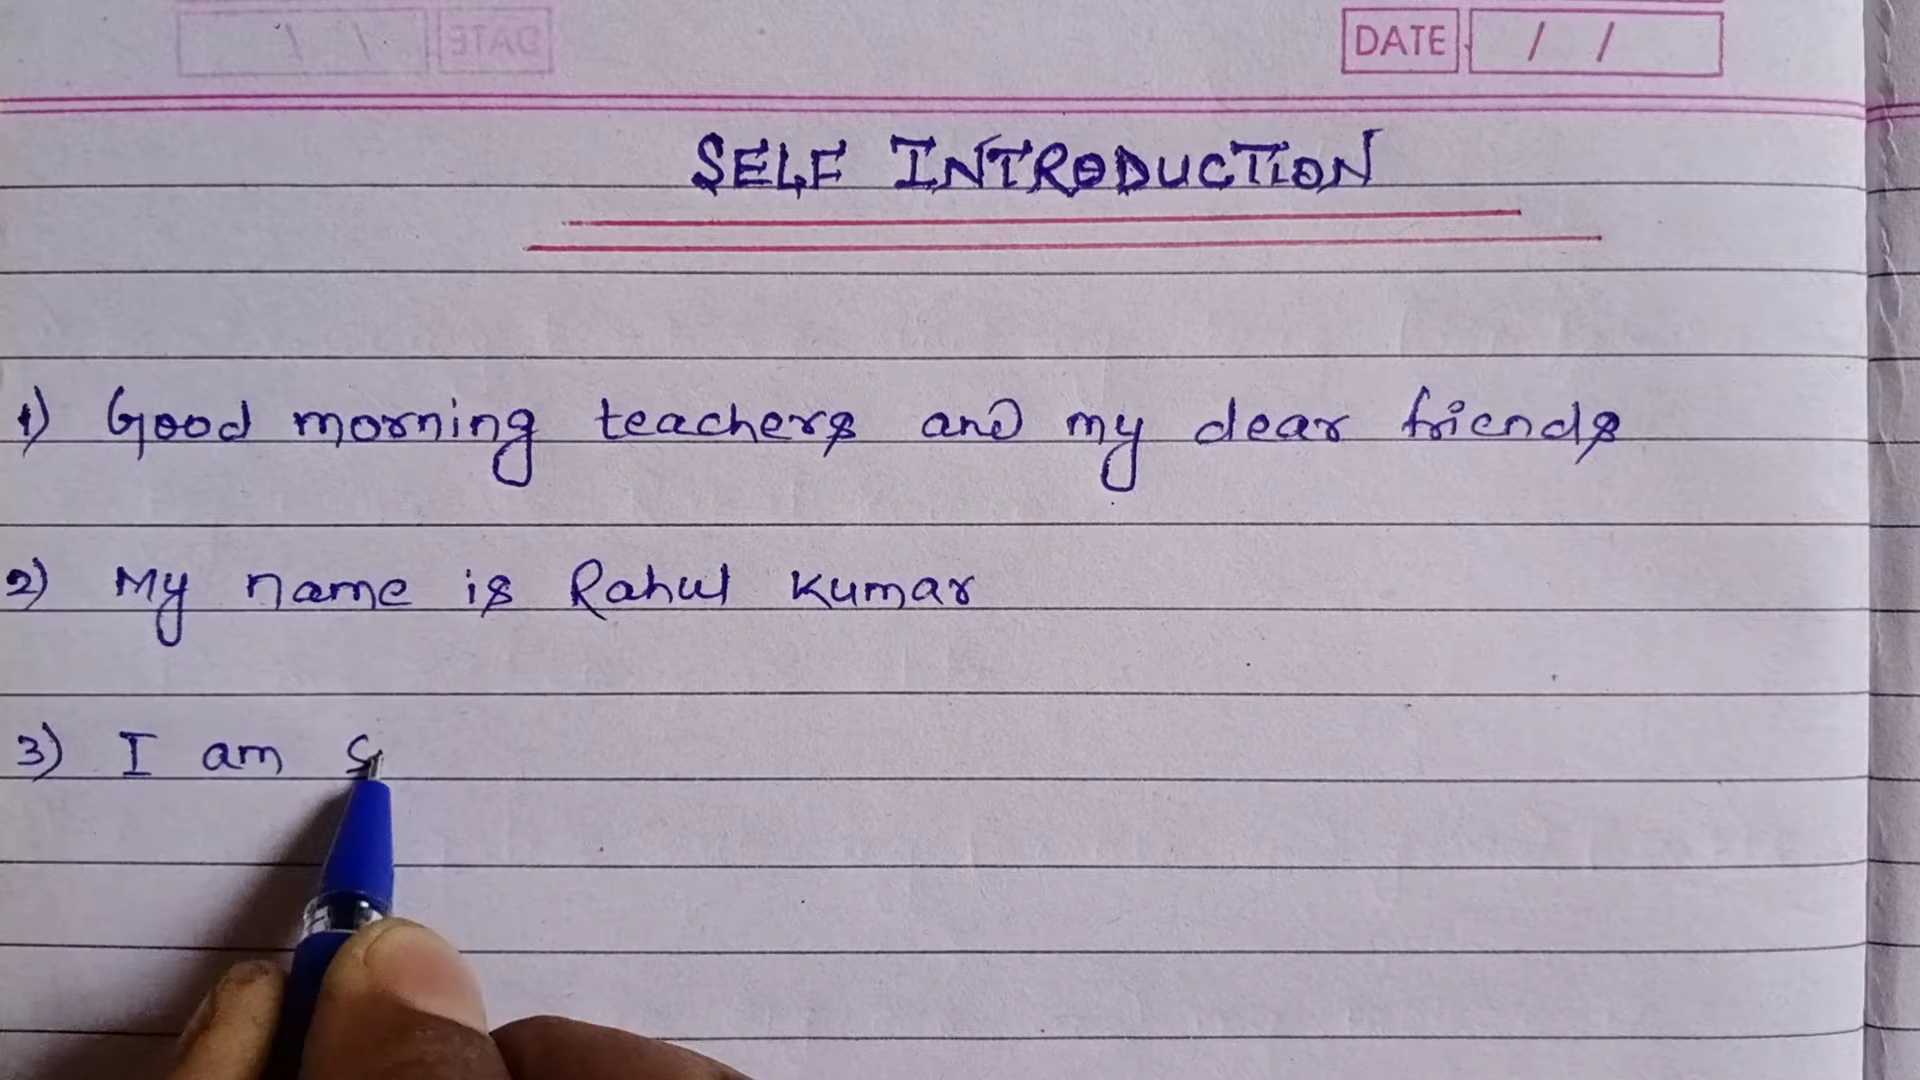 DATE / /
SELF INTRODUCTION
1) Good morning teachers and my dear friends
2) My name is Rahul Kumar
3) I am